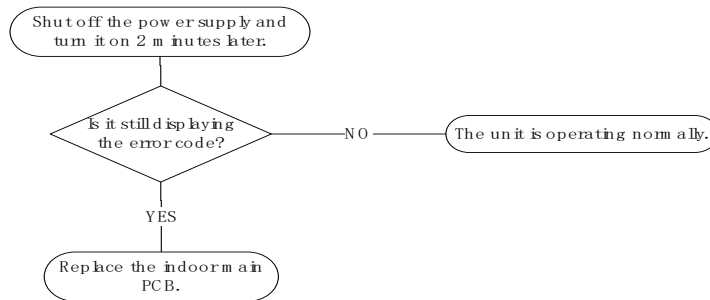 Shut off the power supply and
turn it on 2 minutes later.
Is it still displaying
the error code?
NO
The unit is operating normally.
YES
Replace the indoor main
PCB.